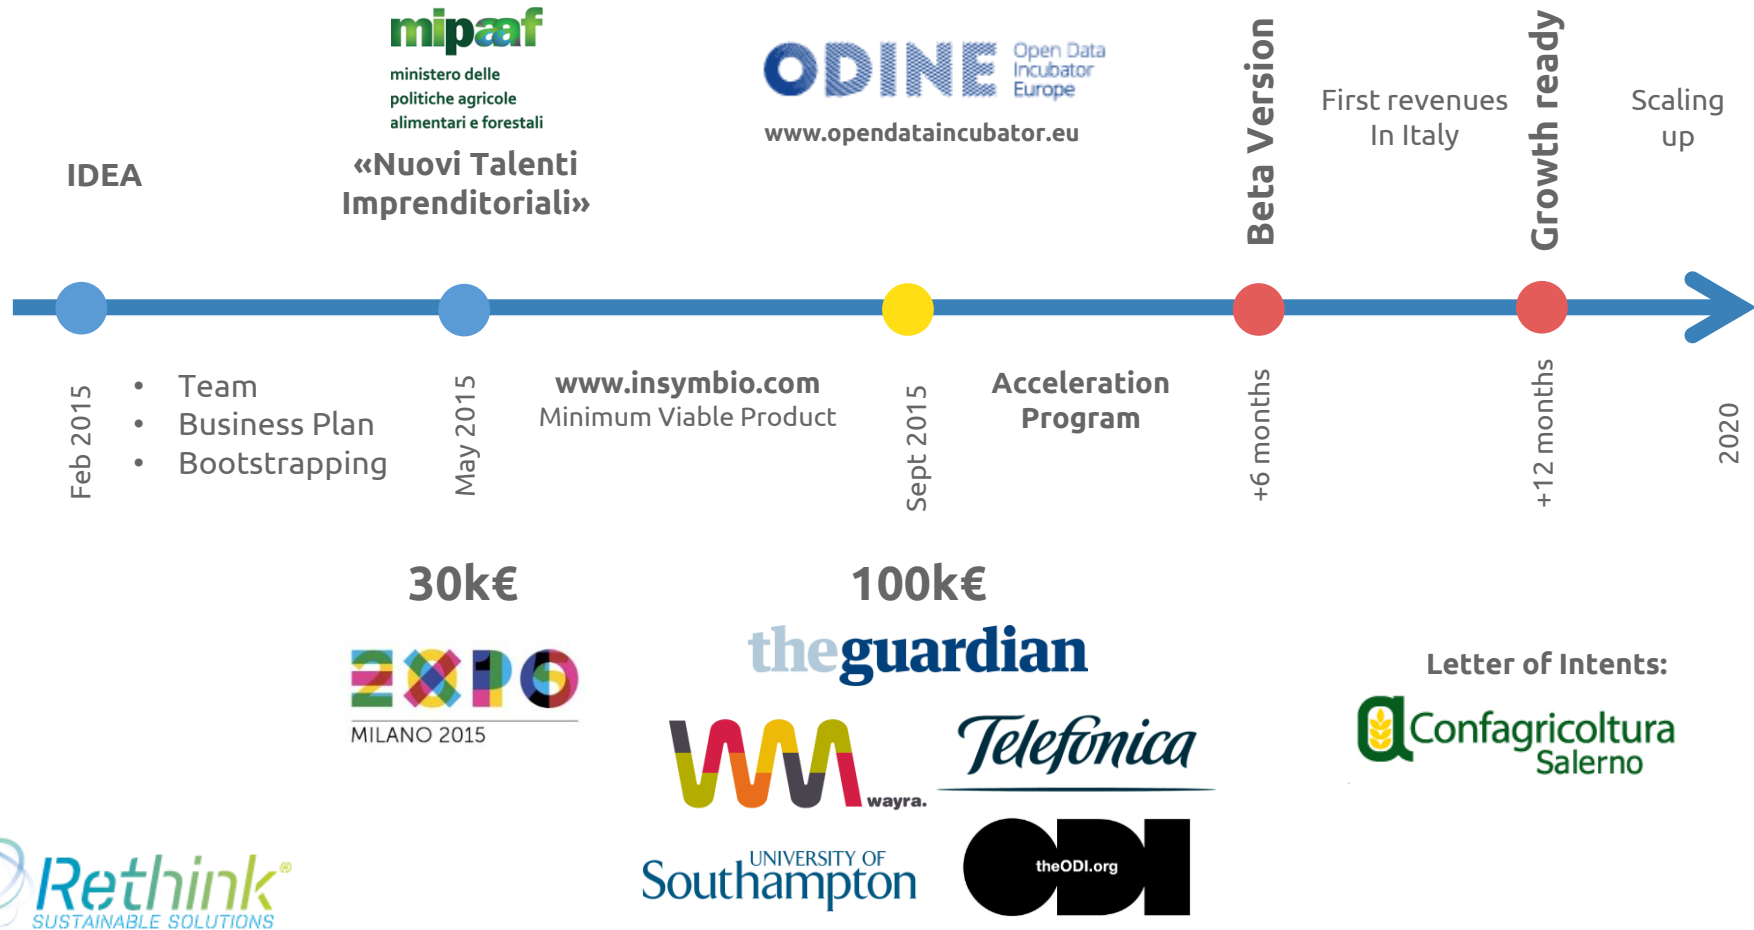 mipaaf
ministero delle
politiche agricole
alimentari e forestali
«Nuovi Talenti
Imprenditoriali»
IDEA
ODINE
Open Data
Incubator
Europe
www.opendataincubator.eu
Beta Version
First revenues
In Italy
Growth ready
Scaling
up
Feb 2015
• Team
• Business Plan
• Bootstrapping
May 2015
www.insymbio.com
Minimum Viable Product
Sept 2015
Acceleration
Program
+6 months
+12 months
2020
30k€
EXPO
2015
MILANO 2015
100k€
theguardian
wayra.
Telefónica
UNIVERSITY OF
Southampton
theODI.org
ODI
Letter of Intents:
Confagricoltura
Salerno
Rethink®
SUSTAINABLE SOLUTIONS